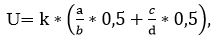 U= k * (a/b * 0,5 + c/d * 0,5),